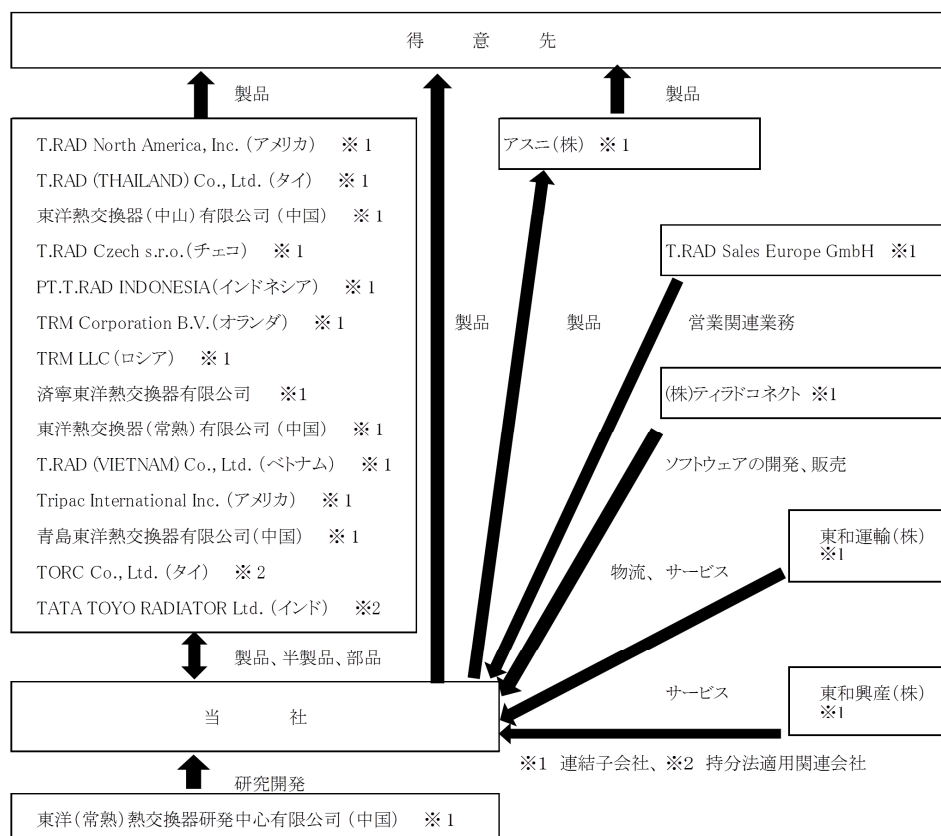 得意先
製品
製品
T.RAD North America, Inc. (アメリカ) ※1
T.RAD (THAILAND) Co., Ltd. (タイ) ※1
東洋熱交換器(中山)有限公司 (中国) ※1
T.RAD Czech s.r.o.(チェコ) ※1
PT.T.RAD INDONESIA(インドネシア) ※1
TRM Corporation B.V.(オランダ) ※1
TRM LLC(ロシア) ※1
済寧東洋熱交換器有限公司 ※1
東洋熱交換器(常熟)有限公司 (中国) ※1
T.RAD (VIETNAM) Co., Ltd. (ベトナム) ※1
Tripac International Inc. (アメリカ) ※1
青島東洋熱交換器有限公司(中国) ※1
TORC Co., Ltd. (タイ) ※2
TATA TOYO RADIATOR Ltd. (インド) ※2
アスニ(株) ※1
T.RAD Sales Europe GmbH ※1
製品
製品
営業関連業務
(株)ティラドコネクト ※1
ソフトウェアの開発、販売
東和運輸(株)
※1
物流、サービス
製品、半製品、部品
サービス
東和興産(株)
※1
当社
※1 連結子会社、※2 持分法適用関連会社
研究開発
東洋(常熟)熱交換器研発中心有限公司 (中国) ※1